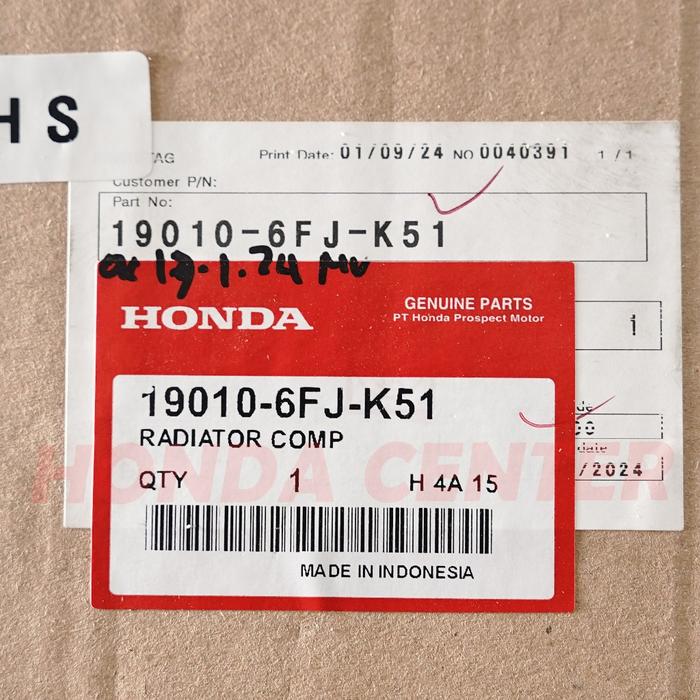 HS
TAG Print Date: 01/09/24 NO 0040391 1 / 1
Customer P/N:
Part No:
19010-6FJ-K51
HONDA
GENUINE PARTS
PT Honda Prospect Motor
1
19010-6FJ-K51
RADIATOR COMP
QTY 1 H 4A 15
MADE IN INDONESIA
/2024
HONDA CENTER